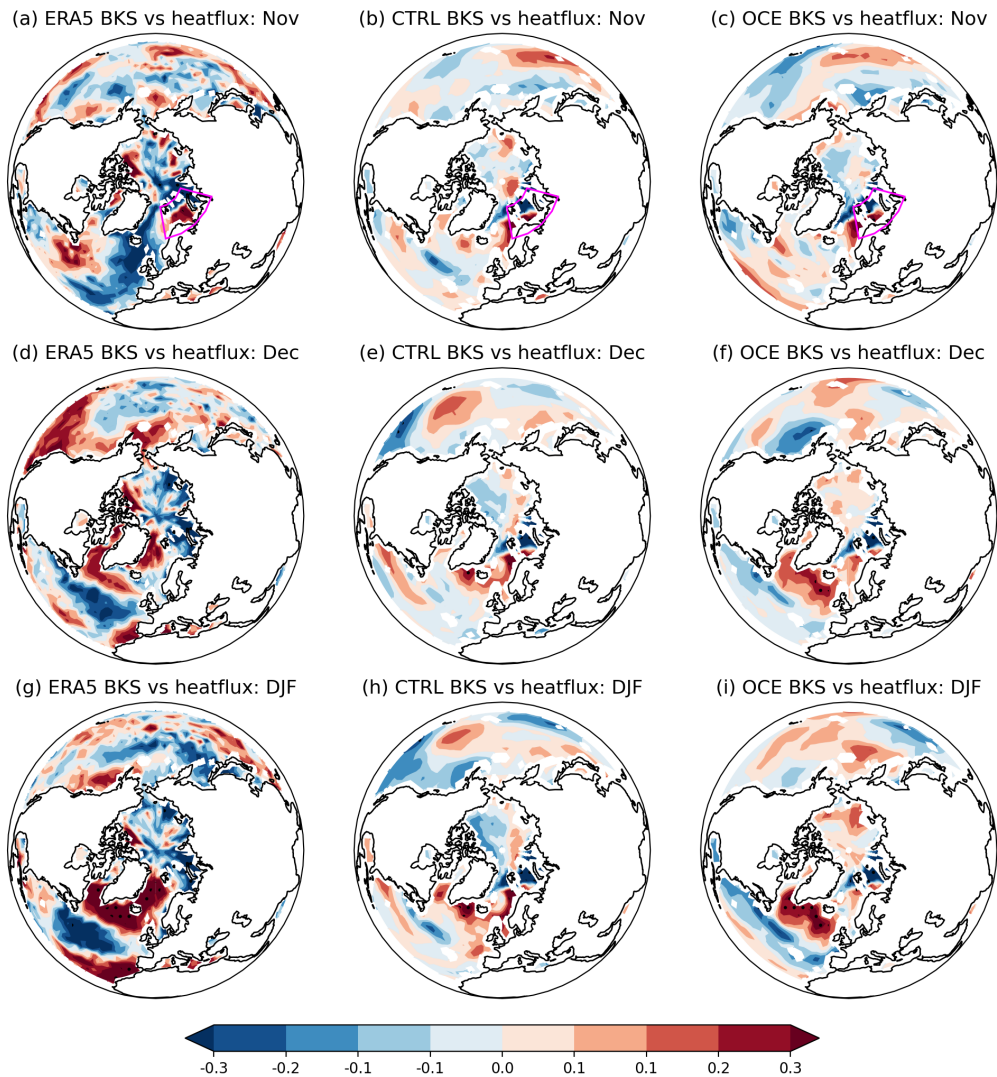 (a) ERA5 BKS vs heatflux: Nov
(b) CTRL BKS vs heatflux: Nov
(c) OCE BKS vs heatflux: Nov
(d) ERA5 BKS vs heatflux: Dec
(e) CTRL BKS vs heatflux: Dec
(f) OCE BKS vs heatflux: Dec
(g) ERA5 BKS vs heatflux: DJF
(h) CTRL BKS vs heatflux: DJF
(i) OCE BKS vs heatflux: DJF
-0.3 -0.2 -0.1 -0.1 0.0 0.1 0.1 0.2 0.3